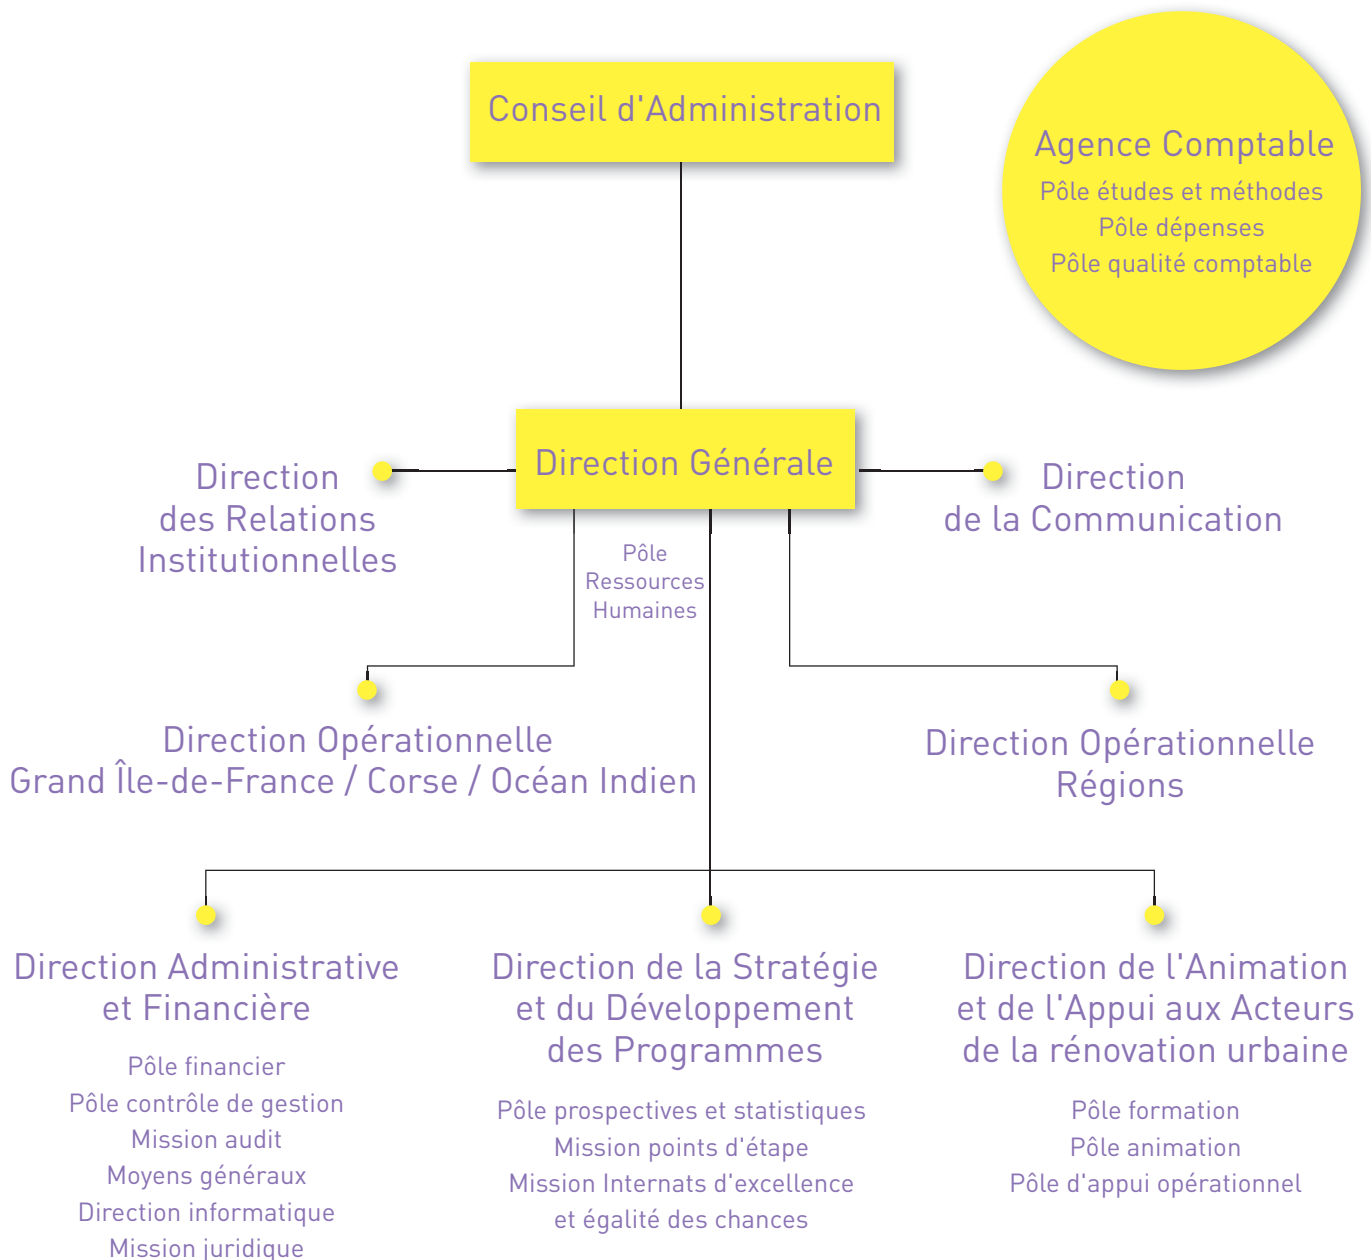 Conseil d'Administration
Agence Comptable
Pôle études et méthodes
Pôle dépenses
Pôle qualité comptable
Direction Générale
Direction
des Relations
Institutionnelles
Direction
de la Communication
Pôle
Ressources
Humaines
Direction Opérationnelle
Grand Île-de-France / Corse / Océan Indien
Direction Opérationnelle
Régions
Direction Administrative
et Financière
Pôle financier
Pôle contrôle de gestion
Mission audit
Moyens généraux
Direction informatique
Mission juridique
Direction de la Stratégie
et du Développement
des Programmes
Pôle prospectives et statistiques
Mission points d'étape
Mission Internats d'excellence
et égalité des chances
Direction de l'Animation
et de l'Appui aux Acteurs
de la rénovation urbaine
Pôle formation
Pôle animation
Pôle d'appui opérationnel